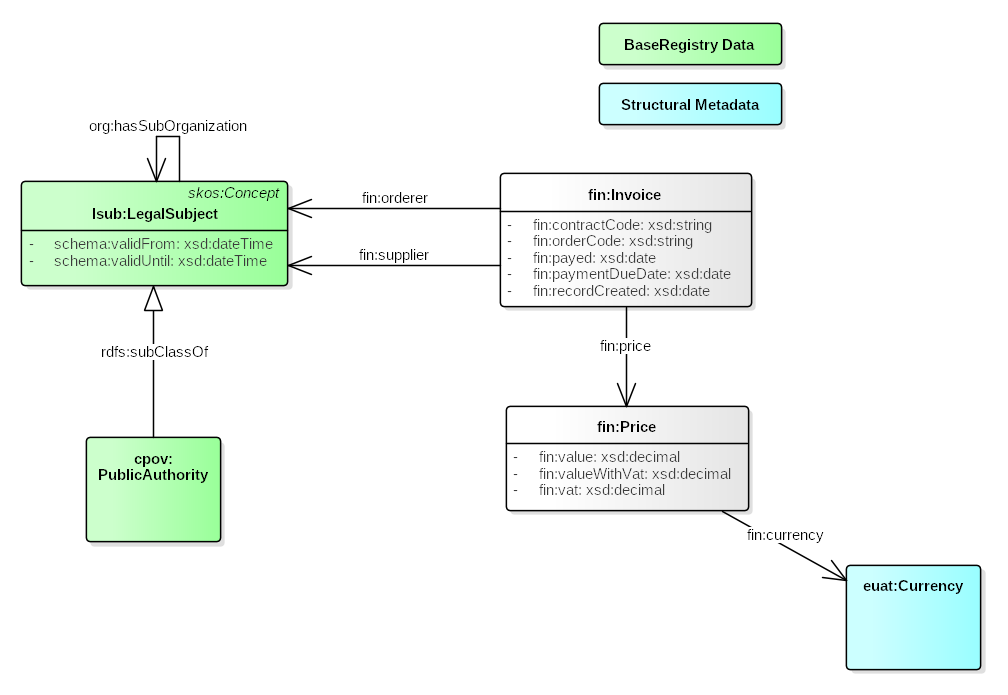 BaseRegistry Data
Structural Metadata
org:hasSubOrganization
skos:Concept
lsub:LegalSubject
- schema:validFrom: xsd:dateTime
- schema:validUntil: xsd:dateTime
fin:orderer
fin:supplier
fin:Invoice
- fin:contractCode: xsd:string
- fin:orderCode: xsd:string
- fin:payed: xsd:date
- fin:paymentDueDate: xsd:date
- fin:recordCreated: xsd:date
rdfs:subClassOf
fin:price
cpov:
PublicAuthority
fin:Price
- fin:value: xsd:decimal
- fin:valueWithVat: xsd:decimal
- fin:vat: xsd:decimal
fin:currency
euat:Currency